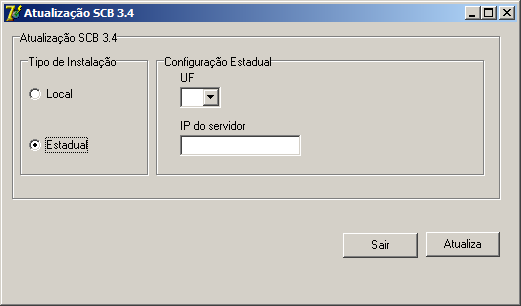 Atualização SCB 3.4
Atualização SCB 3.4
Tipo de Instalação
Local
Estadual
Configuração Estadual
UF
IP do servidor
Sair
Atualiza